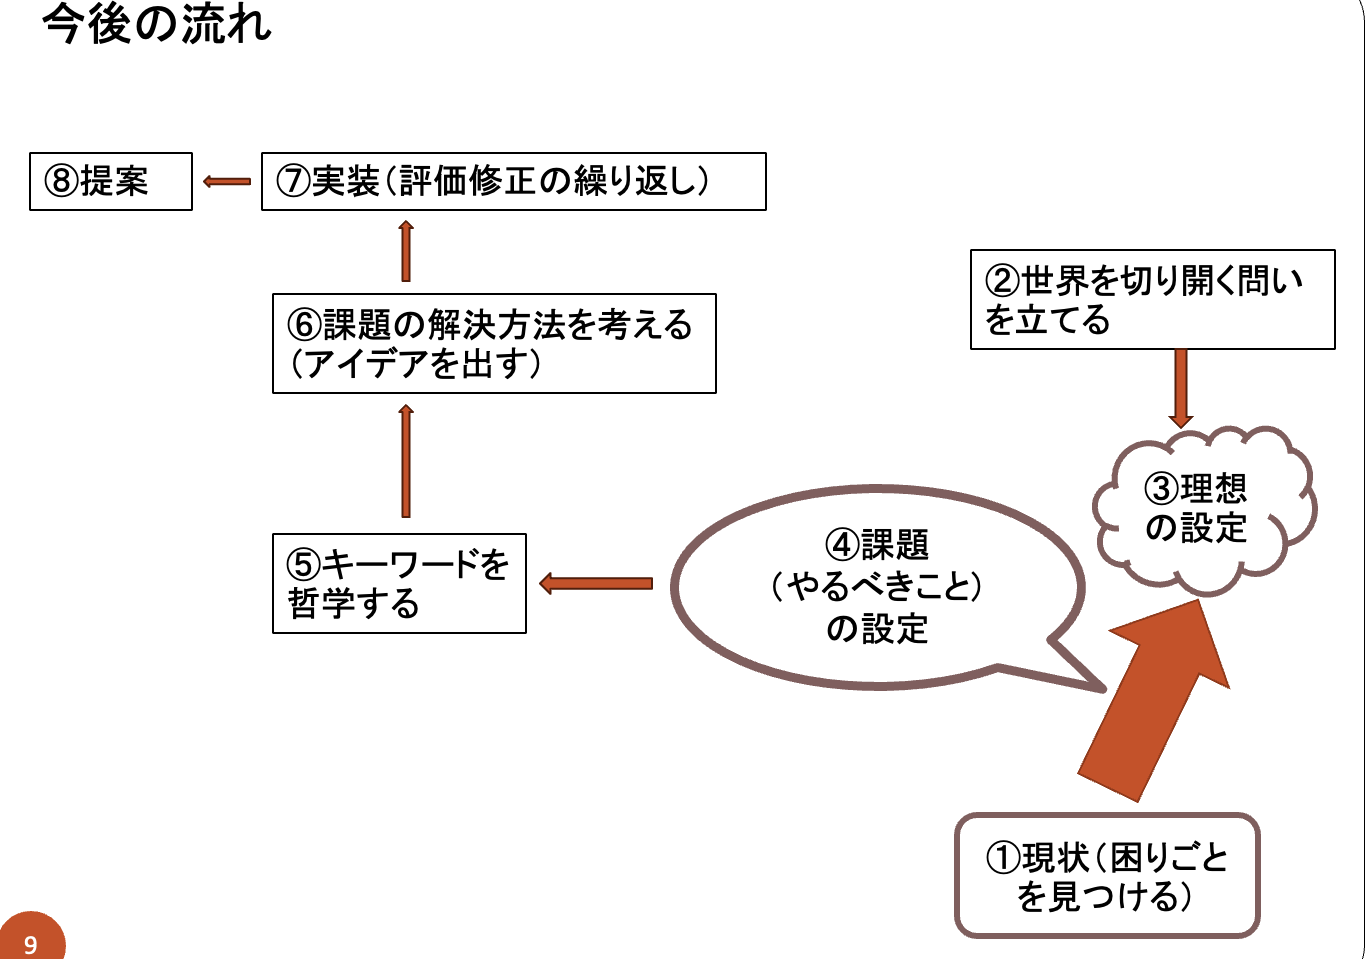 今後の流れ
⑧提案
⑦実装（評価修正の繰り返し）
⑥課題の解決方法を考える
（アイデアを出す）
②世界を切り開く問い
を立てる
③理想
の設定
④課題
（やるべきこと）
の設定
⑤キーワードを
哲学する
①現状（困りごと
を見つける）
9